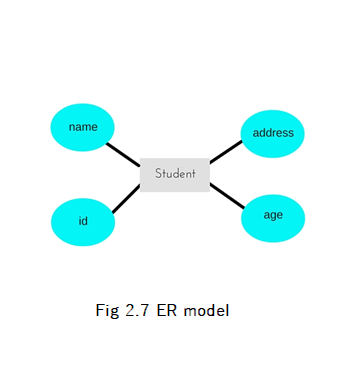 name
address
Student
id
age
Fig 2.7 ER model